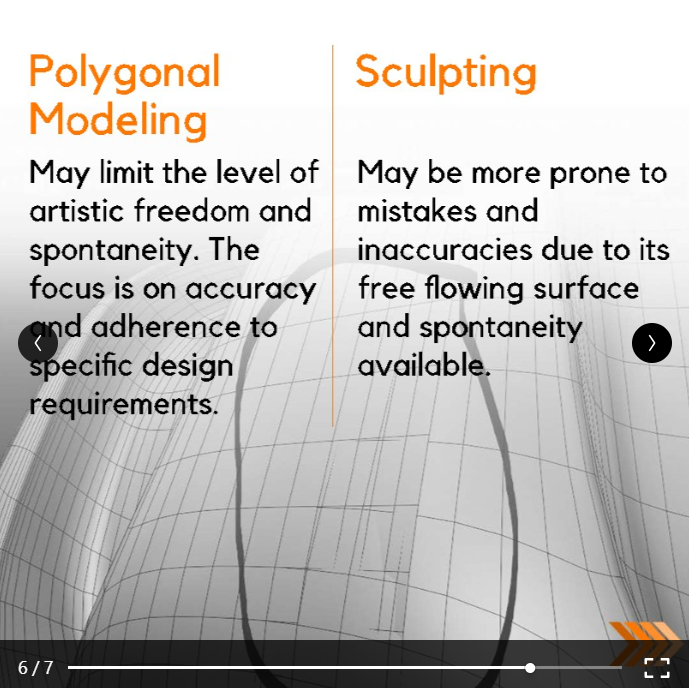 Polygonal
Modeling
May limit the level of
artistic freedom and
spontaneity. The
focus is on accuracy
and adherence to
specific design
requirements.
Sculpting
May be more prone to
mistakes and
inaccuracies due to its
free flowing surface
and spontaneity
available.
6/7